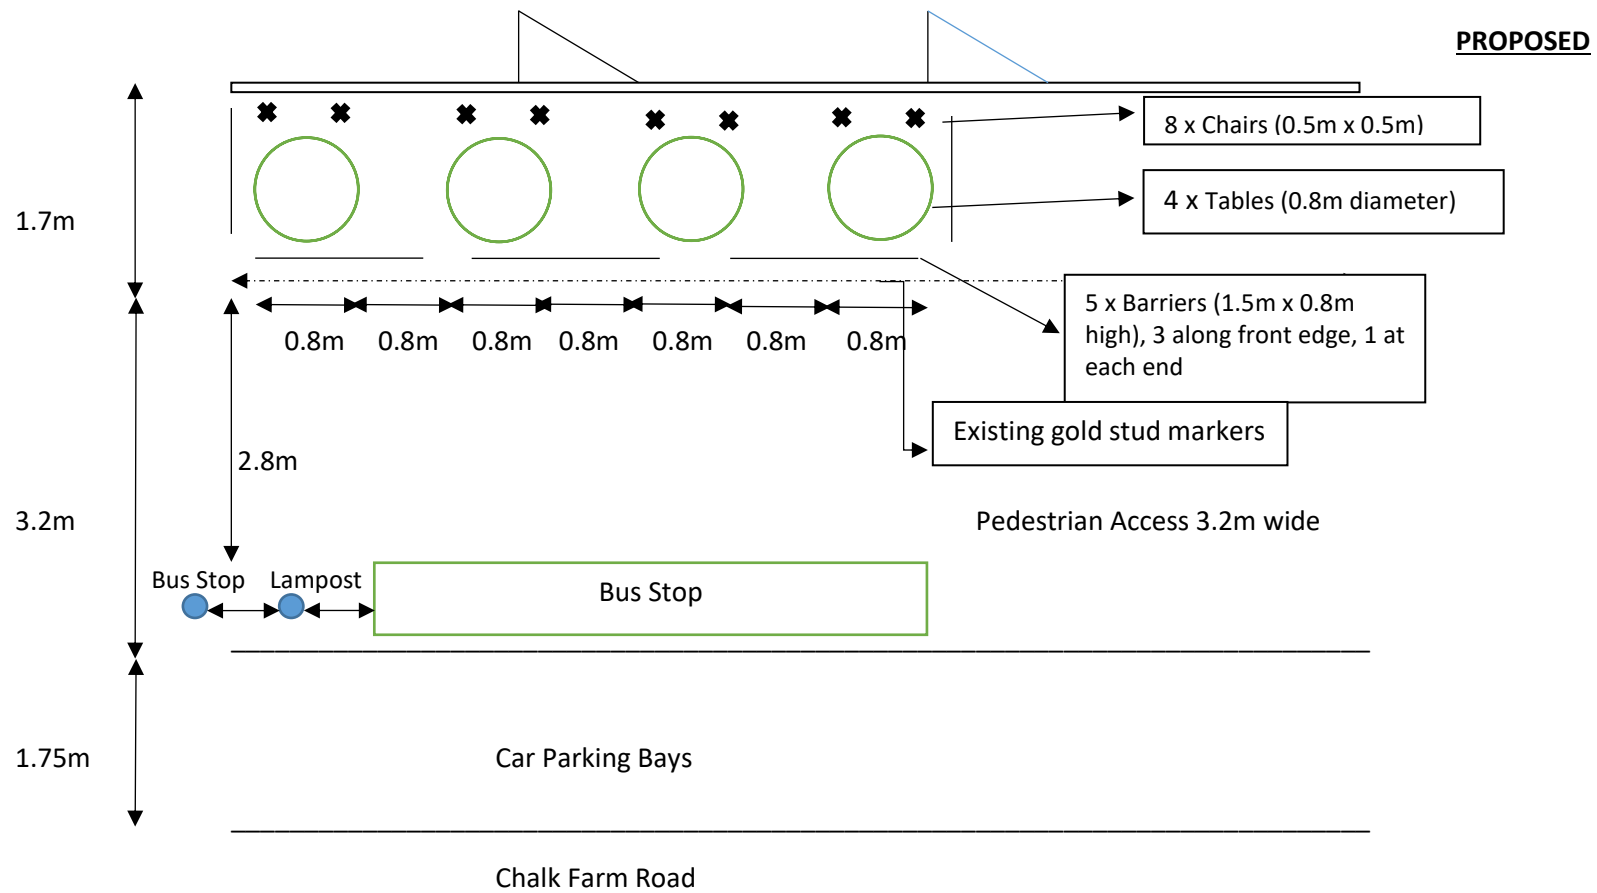 PROPOSED
8 x Chairs (0.5m x 0.5m)
4 x Tables (0.8m diameter)
1.7m
5 x Barriers (1.5m x 0.8m
high), 3 along front edge, 1 at
each end
0.8m 0.8m 0.8m 0.8m 0.8m 0.8m 0.8m
Existing gold stud markers
2.8m
3.2m
Pedestrian Access 3.2m wide
Bus Stop Lampost
Bus Stop
1.75m
Car Parking Bays
Chalk Farm Road